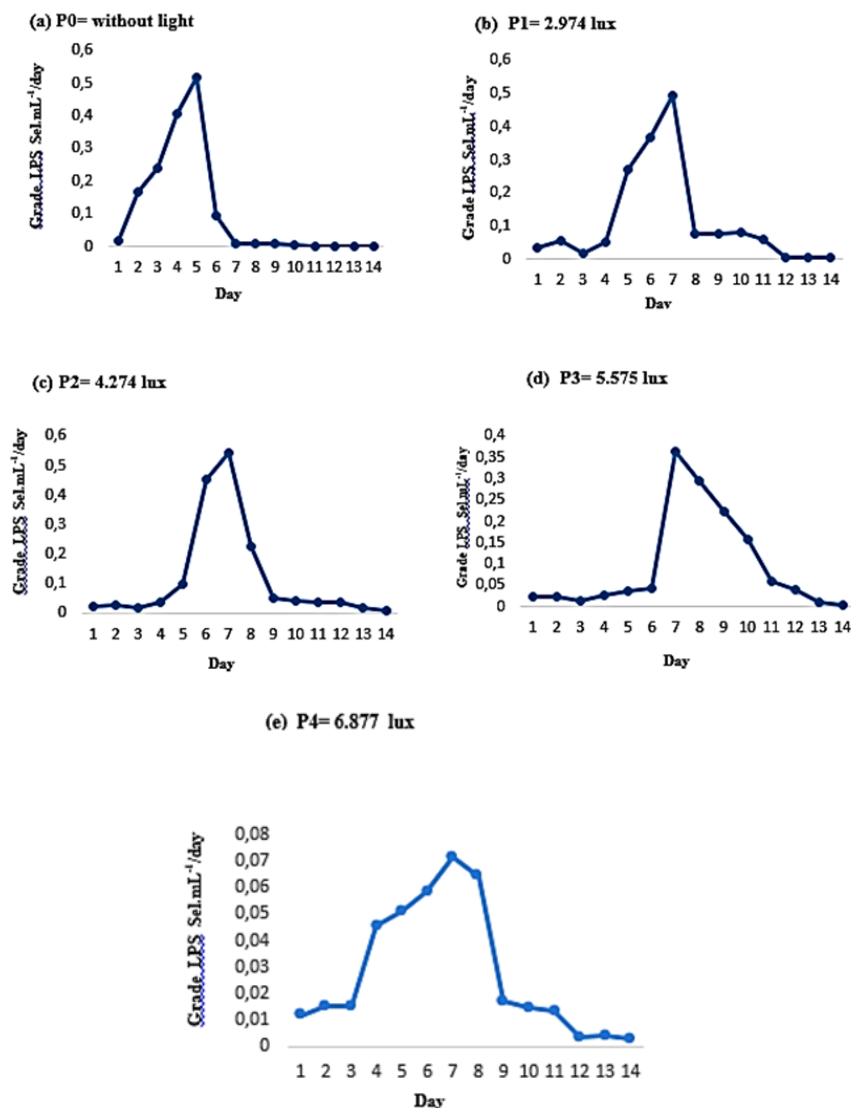 (a) P0= without light
Grade LPS Sel.mL⁻¹/day
0,6
0,5
0,4
0,3
0,2
0,1
0
1 2 3 4 5 6 7 8 9 10 11 12 13 14
Day
(b) P1= 2.974 lux
Grade LPS Sel.mL⁻¹/day
0,6
0,5
0,4
0,3
0,2
0,1
0
1 2 3 4 5 6 7 8 9 10 11 12 13 14
Day
(c) P2= 4.274 lux
Grade LPS Sel.mL⁻¹/day
0,6
0,5
0,4
0,3
0,2
0,1
0
1 2 3 4 5 6 7 8 9 10 11 12 13 14
Day
(d) P3= 5.575 lux
Grade LPS Sel.mL⁻¹/day
0,4
0,35
0,3
0,25
0,2
0,15
0,1
0,05
0
1 2 3 4 5 6 7 8 9 10 11 12 13 14
Day
(e) P4= 6.877 lux
Grade LPS Sel.mL⁻¹/day
0,08
0,07
0,06
0,05
0,04
0,03
0,02
0,01
0
1 2 3 4 5 6 7 8 9 10 11 12 13 14
Day